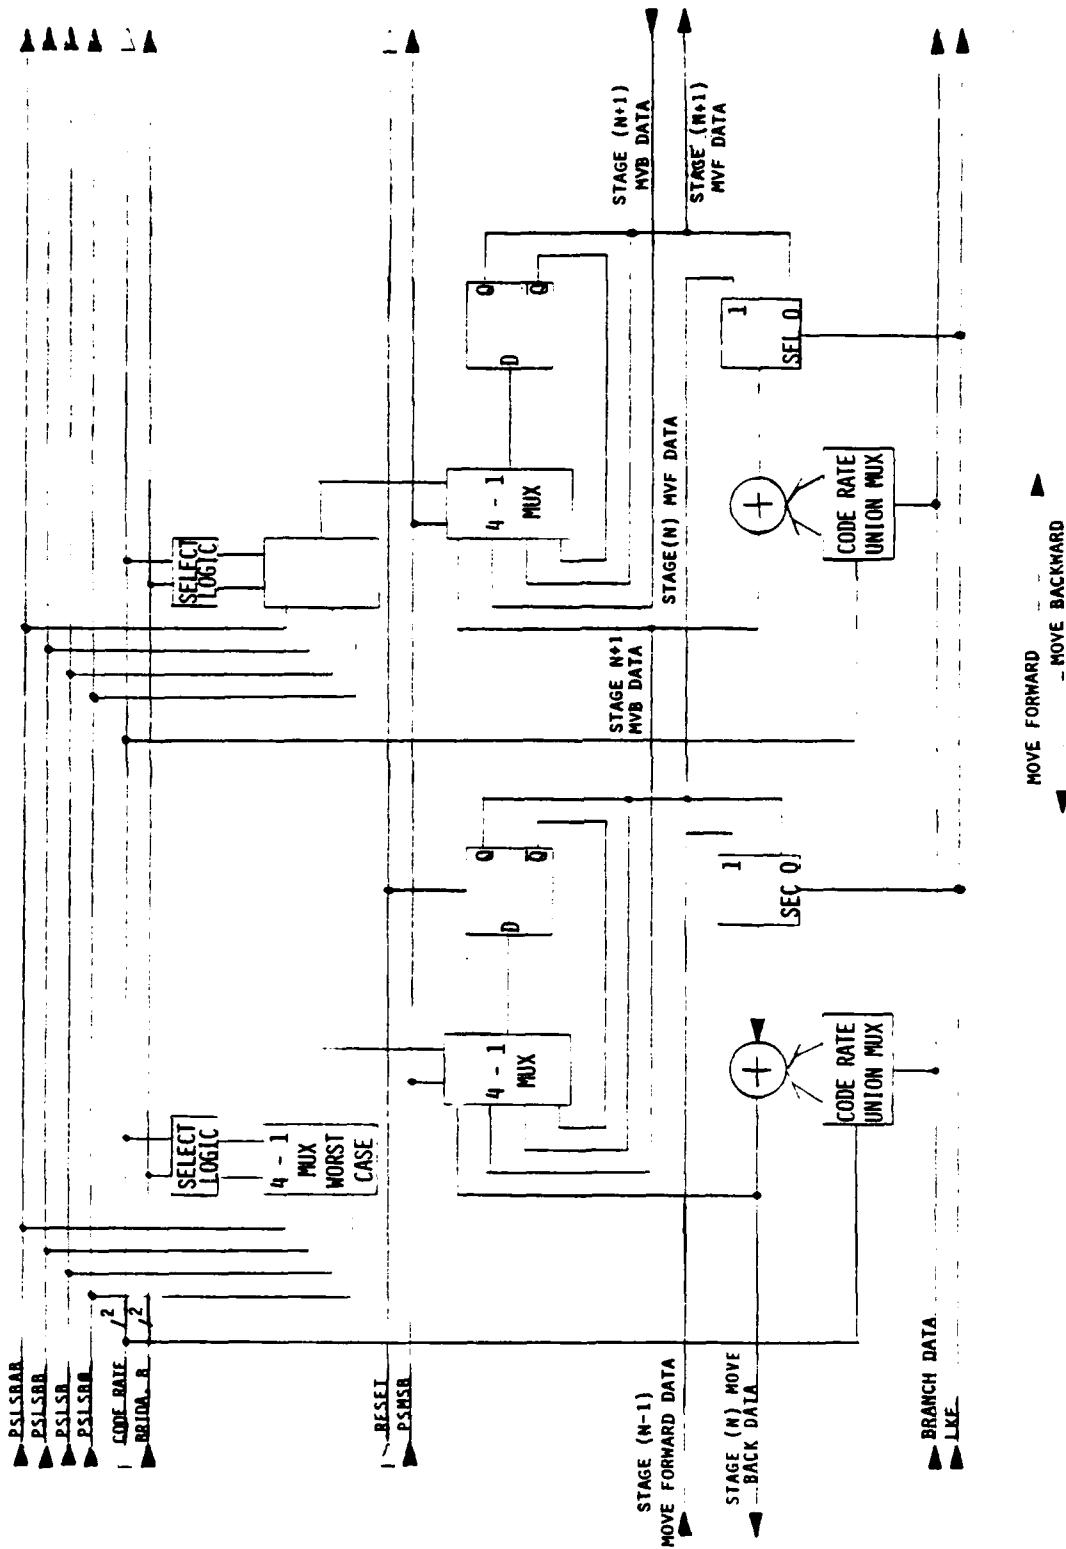 PSLSBAB
PSLSBB
PSLSB
PSLSBØ
CODE RATE
2
BRIDA, B
2
RESET
PSMSB
STAGE (N-1)
MOVE FORWARD DATA
STAGE (N) MOVE
BACK DATA
BRANCH DATA
LKF
SELECT
LOGIC
4 - 1
MUX
WORST
CASE
4 - 1
MUX
D
Q
Q̅
CODE RATE
UNION MUX
+
1
SEC 0
STAGE N+1
MVB DATA
STAGE(N) MVF DATA
SELECT
LOGIC
4 - 1
MUX
D
Q
Q̅
+
CODE RATE
UNION MUX
1
SEL 0
STAGE (N+1)
MVB DATA
STAGE (N+1)
MVF DATA
MOVE FORWARD
MOVE BACKWARD